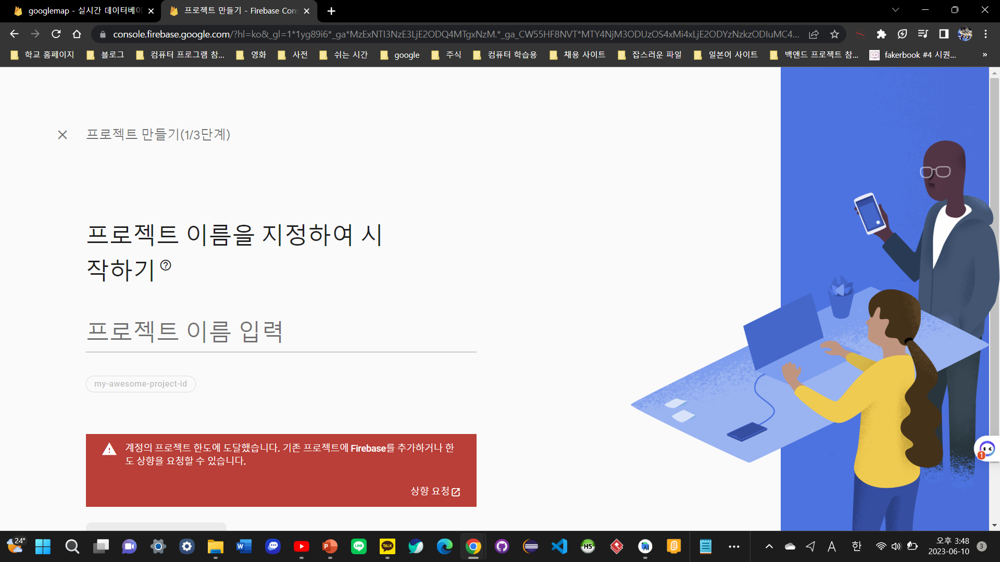 googlemap - 실시간 데이터베이
프로젝트 만들기 - Firebase Cons
console.firebase.google.com/?hl=ko&_gl=1*1yg89i6*_ga*MzExNTI3NzE3LjE2ODQ4MTgxNzM.*_ga_CW55HF8NVT*MTY4NjM3ODUzOS4xMi4xLjE2ODYzNzkzODIuMC4...
학교 홈페이지
블로그
컴퓨터 프로그램 참...
영화
사전
쉬는 시간
google
주식
컴퓨터 학습용
채용 사이트
잡스러운 파일
일본어 사이트
백앤드 프로젝트 참...
fakerbook #4 시퀀...
»
프로젝트 만들기(1/3단계)
프로젝트 이름을 지정하여 시
작하기
프로젝트 이름 입력
my-awesome-project-id
계정의 프로젝트 한도에 도달했습니다. 기존 프로젝트에 Firebase를 추가하거나 한
도 상향을 요청할 수 있습니다.
상향 요청
1
24°
W
P
LINE
TALK
HS
A
한
오후 3:48
2023-06-10
3